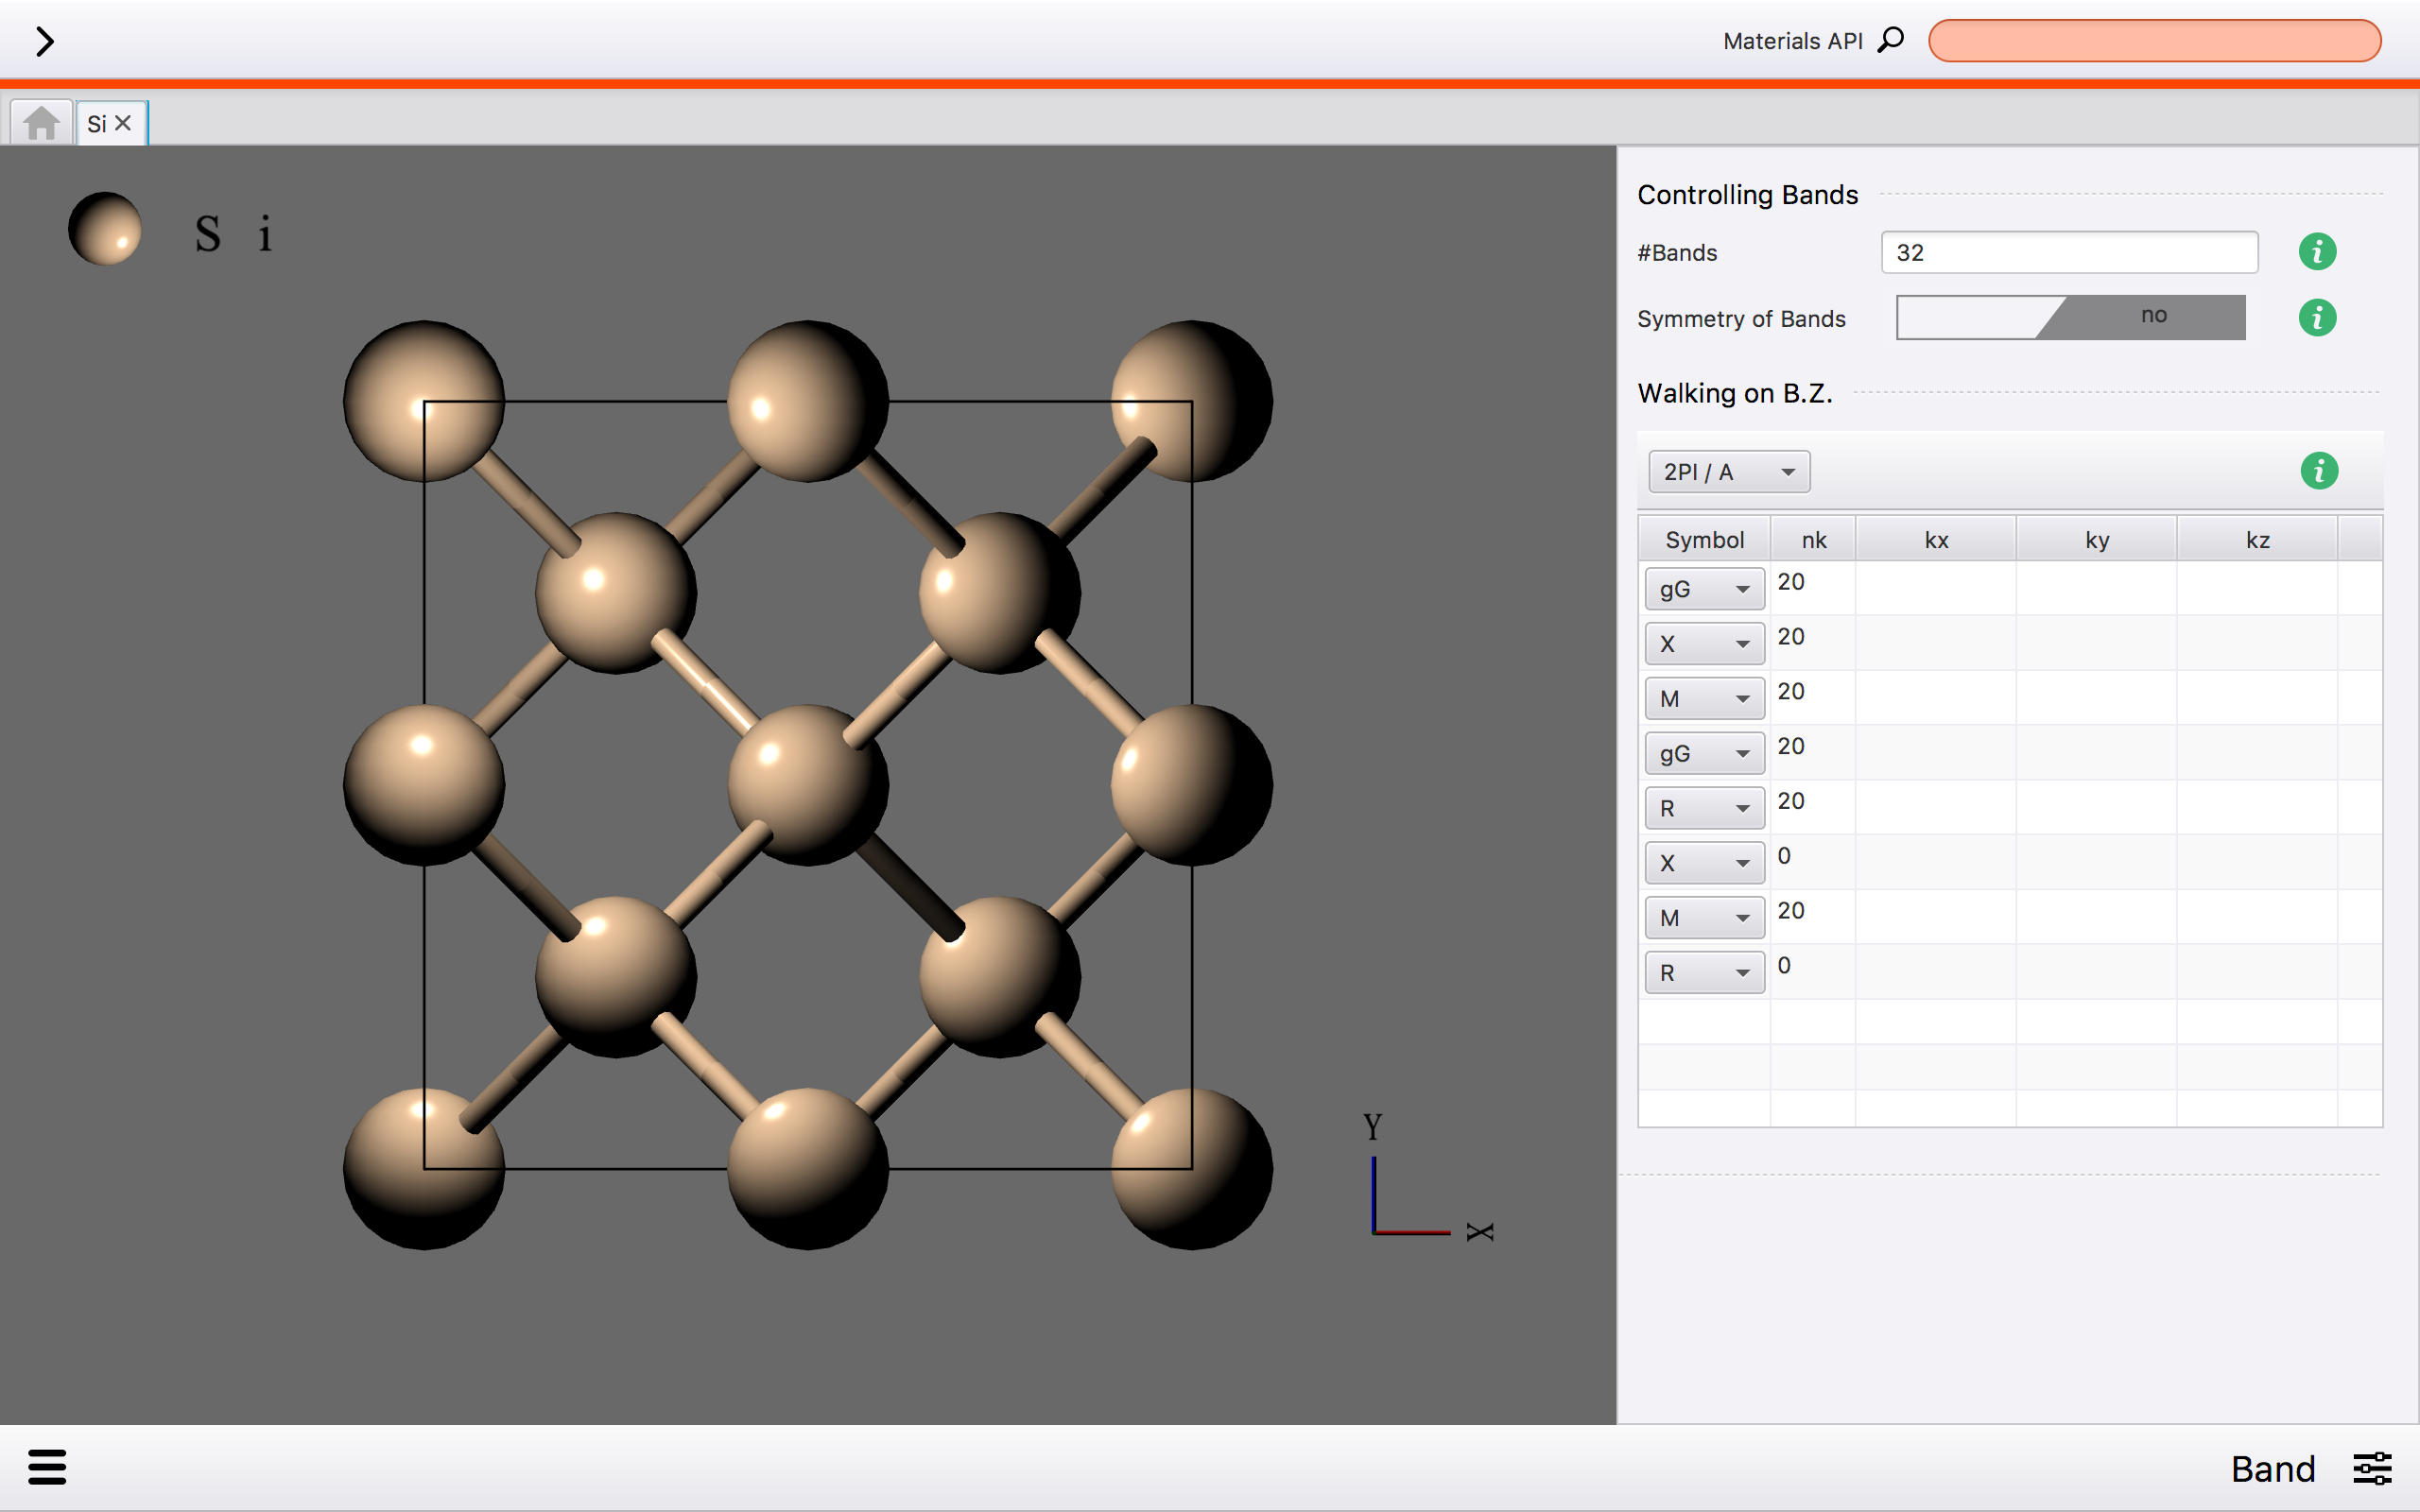 Materials API
Si
S i
Controlling Bands
#Bands 32
Symmetry of Bands no
Walking on B.Z.
2PI / A
Symbol nk kx ky kz
gG 20
X 20
M 20
gG 20
R 20
X 0
M 20
R 0
Y
X
Band